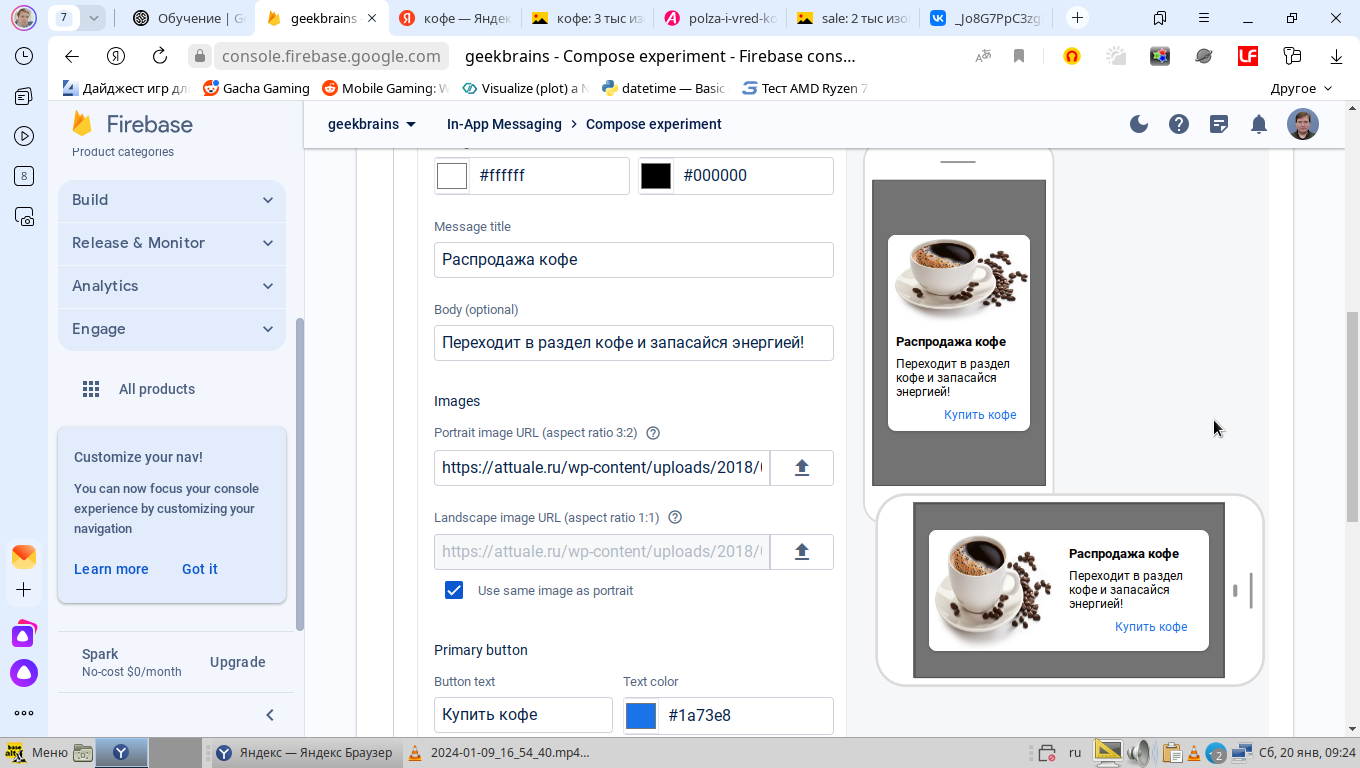 7
Обучение | G
geekbrains
кофе — Яндек
кофе: 3 тыс из
polza-i-vred-ko
sale: 2 тыс изо
_Jo8G7PpC3zg
console.firebase.google.com
geekbrains - Compose experiment - Firebase cons...
Дайджест игр дл
Gacha Gaming
Mobile Gaming: W
Visualize (plot) a N
datetime — Basic
Тест AMD Ryzen 7
Другое
8
Firebase
Product categories
Build
Release & Monitor
Analytics
Engage
All products
Customize your nav!
You can now focus your console
experience by customizing your
navigation
Learn more
Got it
Spark
No-cost $0/month
Upgrade
geekbrains
In-App Messaging
Compose experiment
#ffffff
#000000
Message title
Распродажа кофе
Body (optional)
Переходит в раздел кофе и запасайся энергией!
Images
Portrait image URL (aspect ratio 3:2)
https://attuale.ru/wp-content/uploads/2018/
Landscape image URL (aspect ratio 1:1)
https://attuale.ru/wp-content/uploads/2018/
Use same image as portrait
Primary button
Button text
Text color
Купить кофе
#1a73e8
Распродажа кофе
Переходит в раздел
кофе и запасайся
энергией!
Купить кофе
Распродажа кофе
Переходит в раздел
кофе и запасайся
энергией!
Купить кофе
Меню
Яндекс — Яндекс Браузер
2024-01-09_16_54_40.mp4...
ru
2
Сб, 20 янв, 09:24